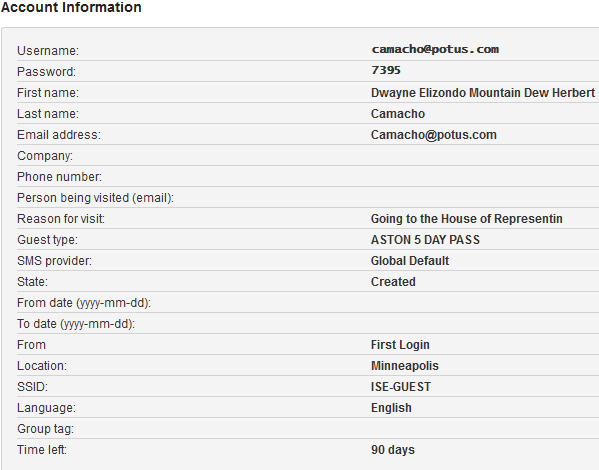 Account Information
Username: camacho@potus.com
Password: 7395
First name: Dwayne Elizondo Mountain Dew Herbert
Last name: Camacho
Email address: Camacho@potus.com
Company:
Phone number:
Person being visited (email):
Reason for visit: Going to the House of Representin
Guest type: ASTON 5 DAY PASS
SMS provider: Global Default
State: Created
From date (yyyy-mm-dd):
To date (yyyy-mm-dd):
From First Login
Location: Minneapolis
SSID: ISE-GUEST
Language: English
Group tag:
Time left: 90 days